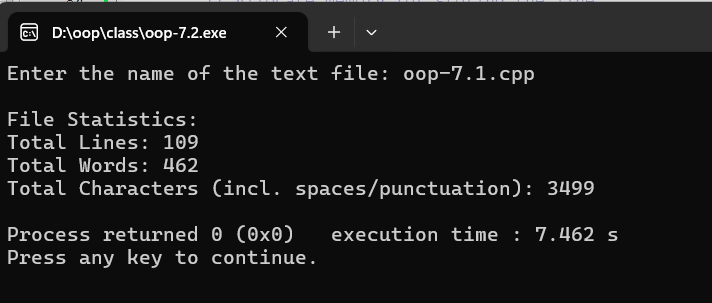 D:\oop\class\oop-7.2.exe
Enter the name of the text file: oop-7.1.cpp
File Statistics:
Total Lines: 109
Total Words: 462
Total Characters (incl. spaces/punctuation): 3499
Process returned 0 (0x0)   execution time : 7.462 s
Press any key to continue.